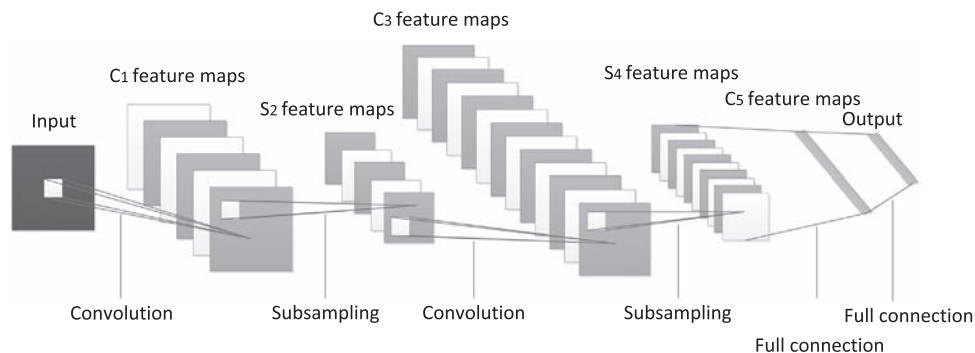 C3 feature maps
C1 feature maps
S4 feature maps
S2 feature maps
C5 feature maps
Input
Output
Convolution
Subsampling
Convolution
Subsampling
Full connection
Full connection